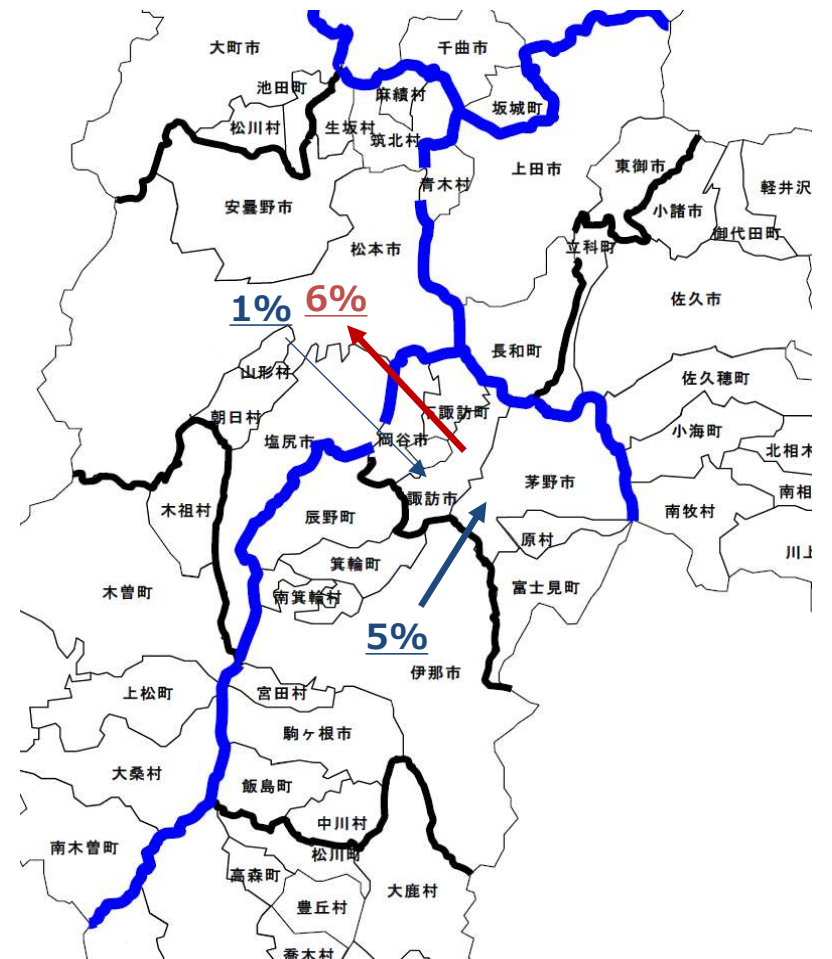 大町市
千曲市
池田町
麻績村
坂城町
松川村
生坂村
筑北村
上田市
東御市
青木村
軽井沢
安曇野市
小諸市
松本市
立科町
御代田町
佐久市
1%
6%
長和町
山形村
佐久穂町
朝日村
下諏訪町
小海町
塩尻市
岡谷市
北相木
茅野市
諏訪市
南相
木祖村
辰野町
南牧村
原村
川上
箕輪町
富士見町
木曽町
南箕輪村
5%
伊那市
上松町
宮田村
駒ヶ根市
大桑村
飯島町
中川村
南木曽町
松川町
高森町
大鹿村
豊丘村
喬木村